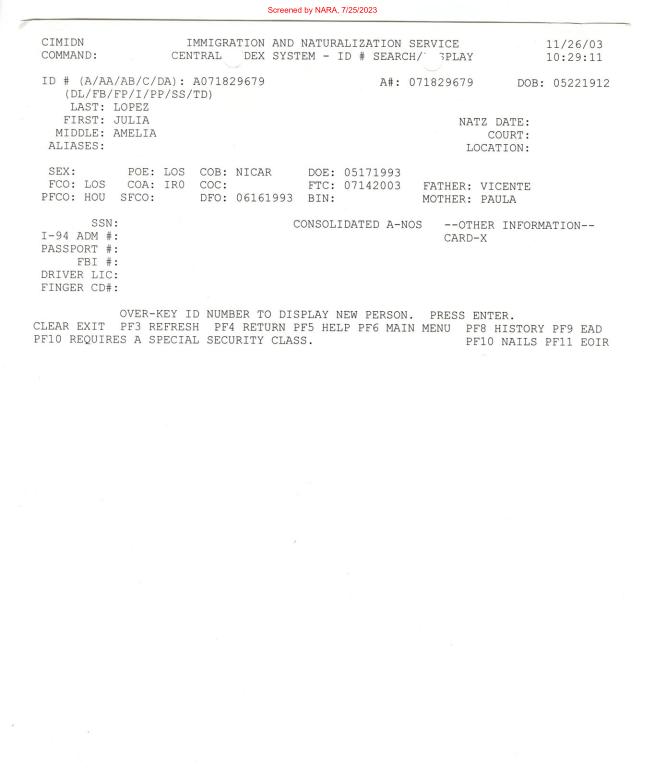 Screened by NARA, 7/25/2023
CIMIDN IMMIGRATION AND NATURALIZATION SERVICE 11/26/03
COMMAND: CENTRAL DEX SYSTEM - ID # SEARCH/ SPLAY 10:29:11
ID # (A/AA/AB/C/DA): A071829679 A#: 071829679 DOB: 05221912
(DL/FB/FP/I/PP/SS/TD)
LAST: LOPEZ
FIRST: JULIA NATZ DATE:
MIDDLE: AMELIA COURT:
ALIASES: LOCATION:
SEX: POE: LOS COB: NICAR DOE: 05171993
FCO: LOS COA: IR0 COC: FTC: 07142003 FATHER: VICENTE
PFCO: HOU SFCO: DFO: 06161993 BIN: MOTHER: PAULA
SSN: CONSOLIDATED A-NOS --OTHER INFORMATION--
I-94 ADM #: CARD-X
PASSPORT #:
FBI #:
DRIVER LIC:
FINGER CD#:
OVER-KEY ID NUMBER TO DISPLAY NEW PERSON. PRESS ENTER.
CLEAR EXIT PF3 REFRESH PF4 RETURN PF5 HELP PF6 MAIN MENU PF8 HISTORY PF9 EAD
PF10 REQUIRES A SPECIAL SECURITY CLASS. PF10 NAILS PF11 EOIR